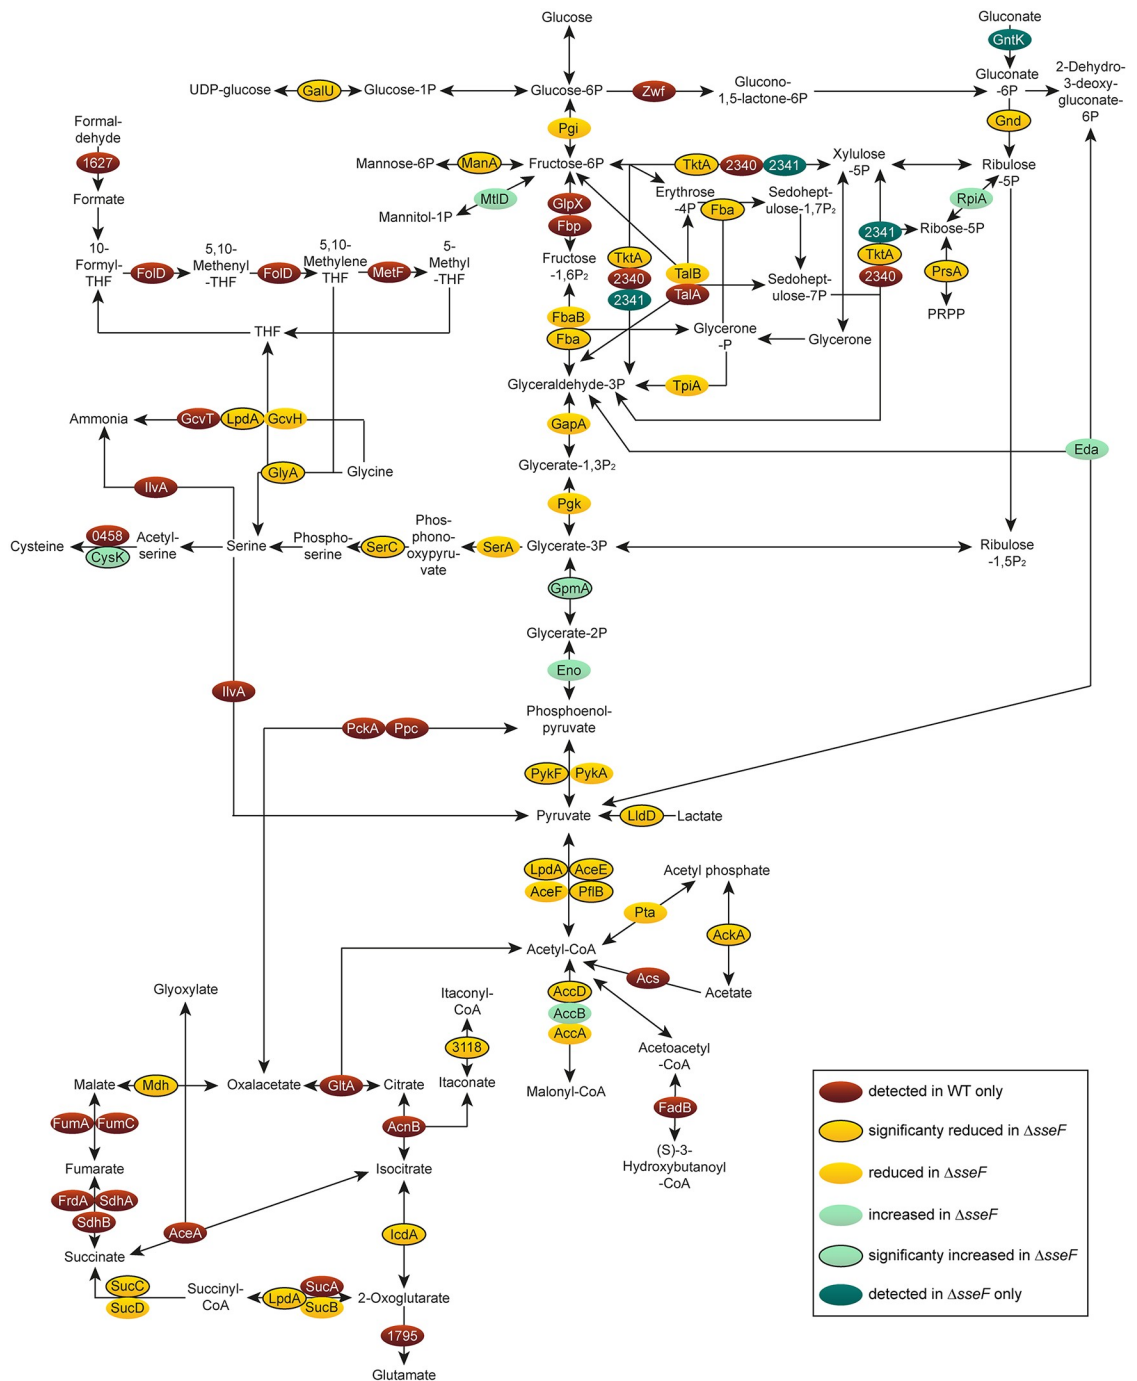 Glucose
Gluconate
GntK
UDP-glucose
GalU
Glucose-1P
Glucose-6P
Zwf
Glucono-
1,5-lactone-6P
Gluconate
-6P
2-Dehydro-
3-deoxy-
gluconate-
6P
Gnd
Pgi
Formal-
dehyde
1627
Formate
Mannose-6P
ManA
Fructose-6P
TktA
2340
2341
Xylulose
-5P
Ribulose
-5P
MtlD
Mannitol-1P
GlpX
Fbp
Erythrose
-4P
Fba
Sedohept-
ulose-1,7P2
RpiA
Ribose-5P
2341
TktA
2340
PrsA
PRPP
10-
Formyl-
THF
FolD
5,10-
Methenyl
-THF
FolD
5,10-
Methylene
THF
MetF
5-
Methyl
-THF
Fructose
-1,6P2
TktA
2340
2341
TalB
TalA
Sedohept-
ulose-7P
FbaB
Fba
Glycerone
-P
Glycerone
THF
Glyceraldehyde-3P
TpiA
Ammonia
GcvT
LpdA
GcvH
GapA
Eda
GlyA
Glycine
Glycerate-1,3P2
IlvA
Pgk
Cysteine
0458
CysK
Acetyl-
serine
Serine
Phospho-
serine
SerC
Phos-
phono-
oxypyru-
vate
SerA
Glycerate-3P
Ribulose
-1,5P2
GpmA
Glycerate-2P
Eno
IlvA
Phosphoenol-
pyruvate
PckA
Ppc
PykF
PykA
Pyruvate
LldD
Lactate
LpdA
AceE
AceF
PflB
Acetyl phosphate
Pta
AckA
Acetyl-CoA
Acs
Acetate
AccD
AccB
AccA
Glyoxylate
Itaconyl-
CoA
3118
Acetoacetyl
-CoA
Malate
Mdh
Oxalacetate
GltA
Citrate
Itaconate
Malonyl-CoA
FadB
FumA
FumC
AcnB
(S)-3-
Hydroxybutanoyl
-CoA
Fumarate
Isocitrate
FrdA
SdhA
SdhB
AceA
IcdA
Succinate
SucC
SucD
Succinyl-
CoA
LpdA
SucA
SucB
2-Oxoglutarate
1795
Glutamate
detected in WT only
significanty reduced in ΔsseF
reduced in ΔsseF
increased in ΔsseF
significanty increased in ΔsseF
detected in ΔsseF only